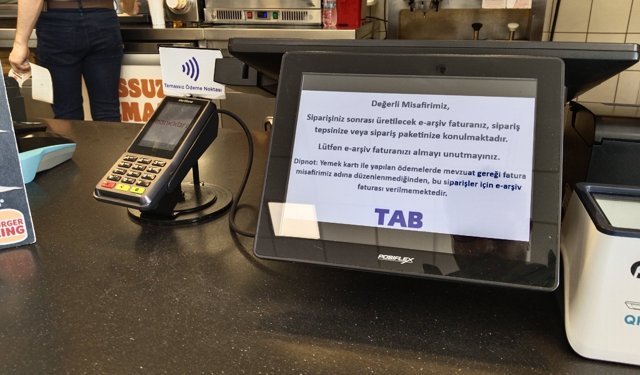 Temassız Ödeme Noktası
Değerli Misafirimiz,
Siparişiniz sonrası üretilecek e-arşiv faturanız, sipariş
tepsinize veya sipariş paketinize konulmaktadır.
Lütfen e-arşiv faturanızı almayı unutmayınız.
Dipnot: Yemek kartı ile yapılan ödemelerde mevzuat gereği fatura
misafirimiz adına düzenlenmediğinden, bu siparişler için e-arşiv
faturası verilmemektedir.
TAB
POSIFLEX
KING